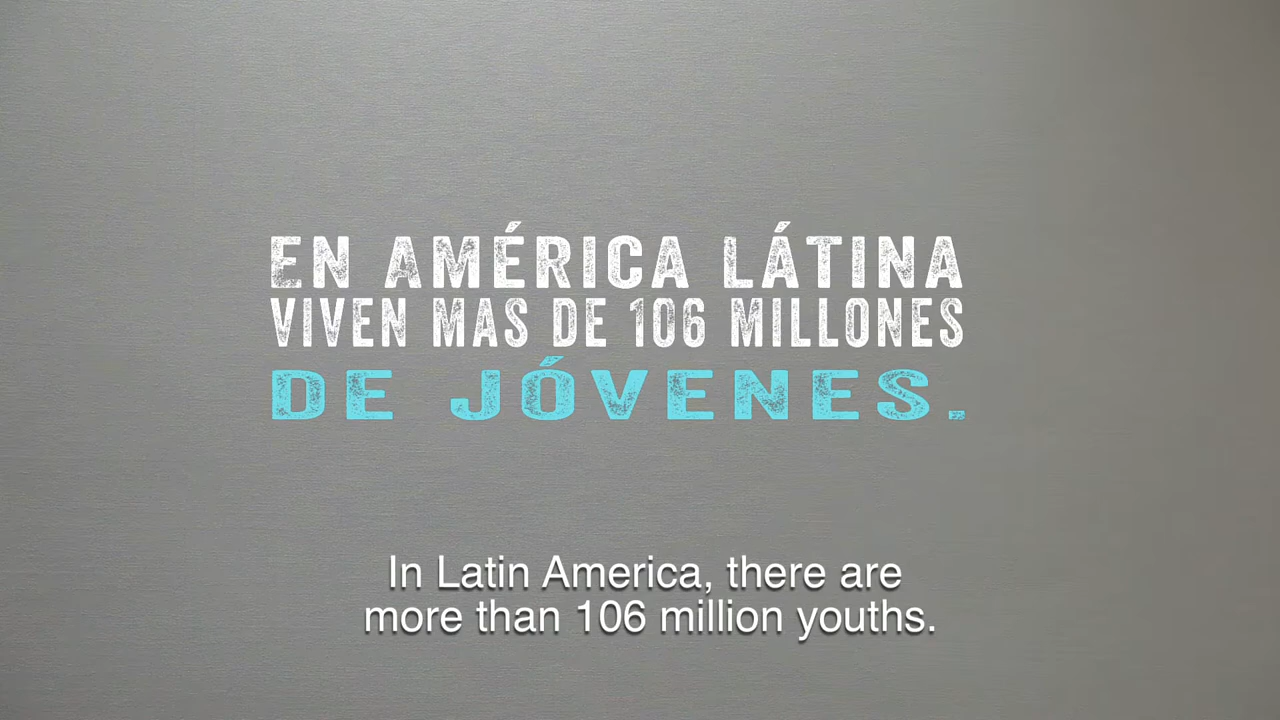 EN AMÉRICA LÁTINA
VIVEN MAS DE 106 MILLONES
DE JÓVENES.
In Latin America, there are
more than 106 million youths.